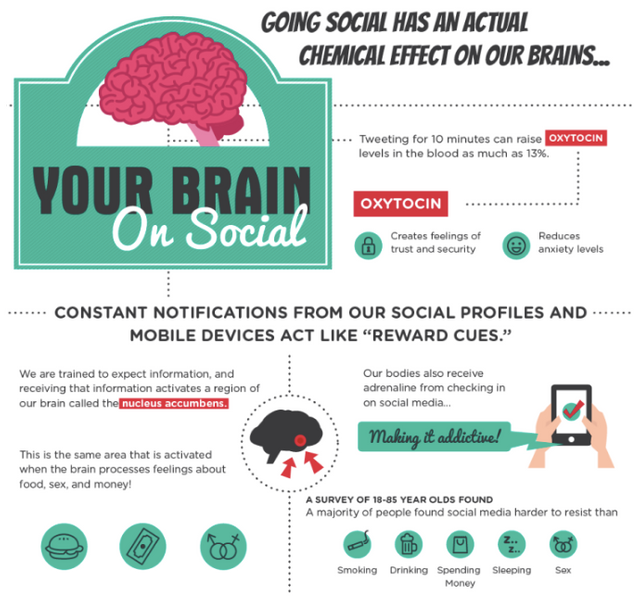 GOING SOCIAL HAS AN ACTUAL
CHEMICAL EFFECT ON OUR BRAINS...
YOUR BRAIN
On Social
Tweeting for 10 minutes can raise OXYTOCIN
levels in the blood as much as 13%.
OXYTOCIN
Creates feelings of
trust and security
Reduces
anxiety levels
CONSTANT NOTIFICATIONS FROM OUR SOCIAL PROFILES AND
MOBILE DEVICES ACT LIKE “REWARD CUES.”
We are trained to expect information, and
receiving that information activates a region of
our brain called the nucleus accumbens.
This is the same area that is activated
when the brain processes feelings about
food, sex, and money!
Our bodies also receive
adrenaline from checking in
on social media...
Making it addictive!
A SURVEY OF 18-85 YEAR OLDS FOUND
A majority of people found social media harder to resist than
Z..
Z..
Smoking
Drinking
Spending
Money
Sleeping
Sex